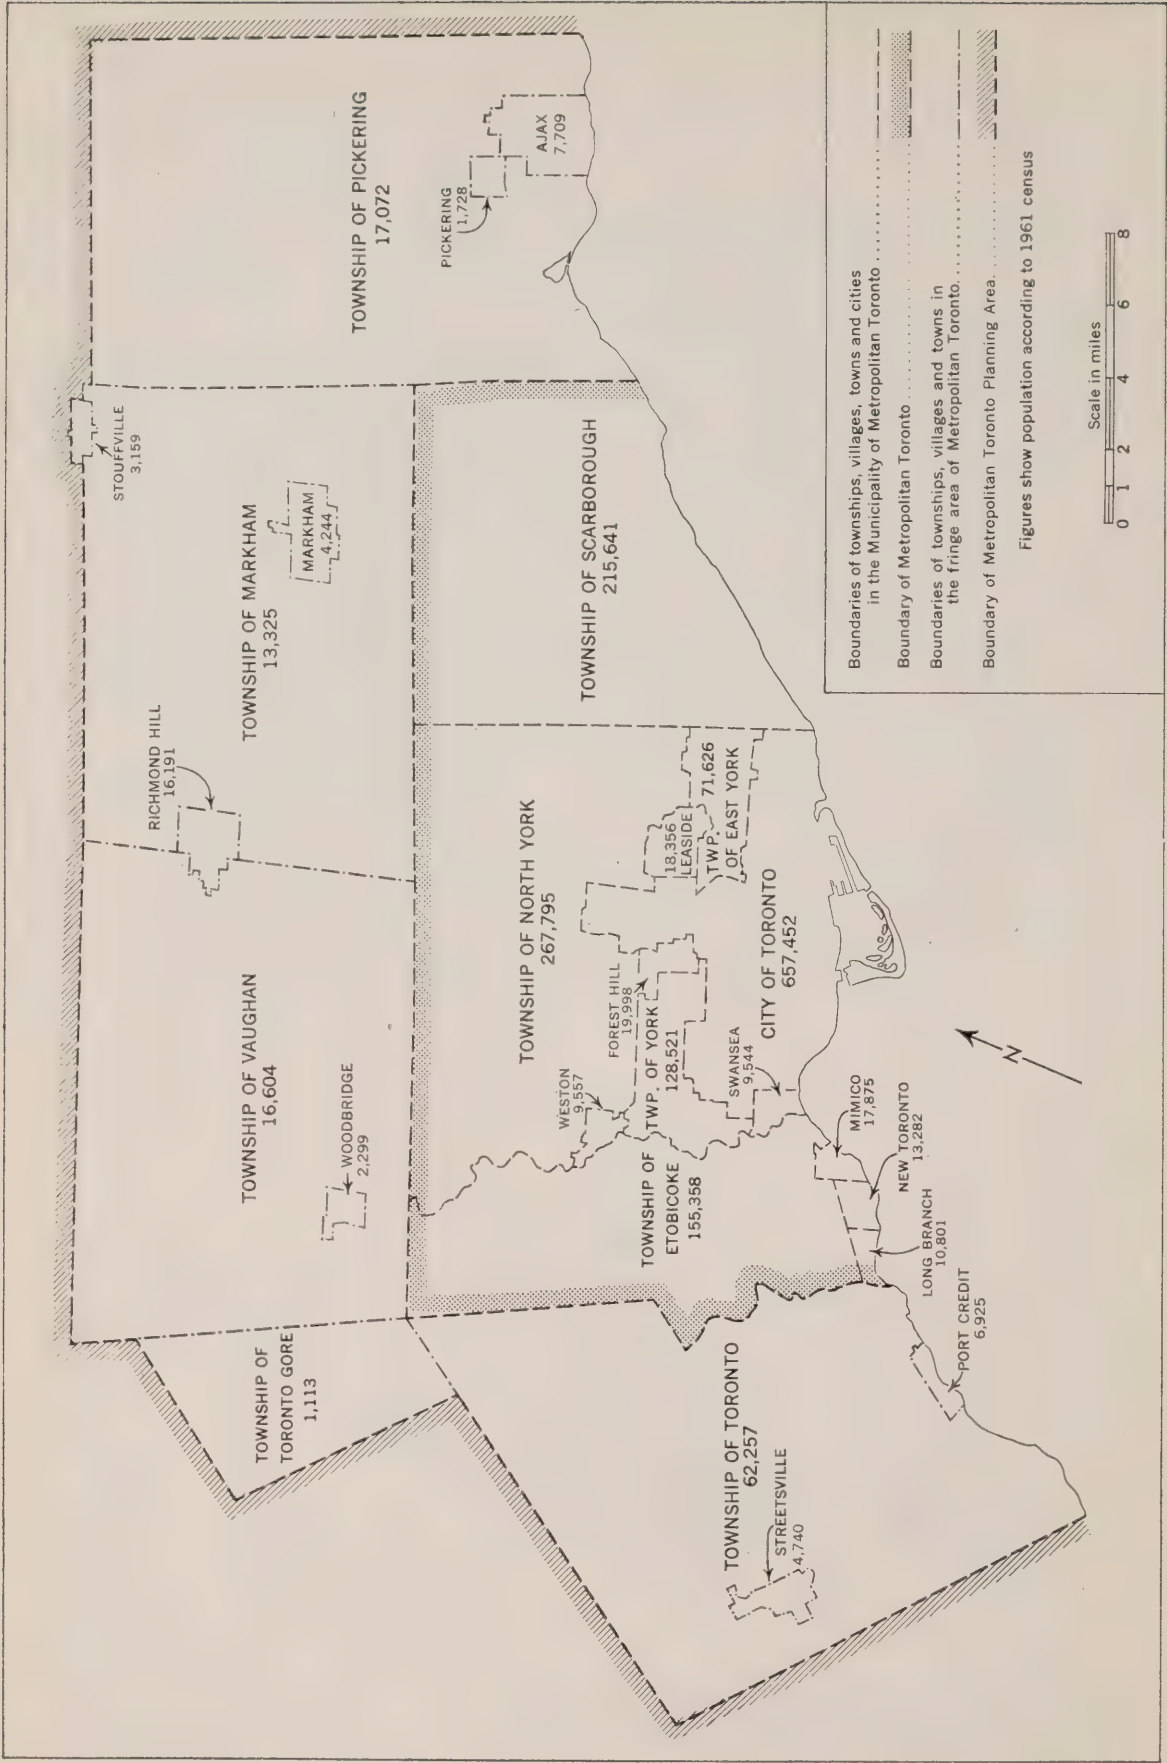 TOWNSHIP OF
TORONTO GORE
1,113
TOWNSHIP OF VAUGHAN
16,604
WOODBRIDGE
2,299
RICHMOND HILL
16,191
TOWNSHIP OF MARKHAM
13,325
MARKHAM
4,244
STOUFFVILLE
3,159
TOWNSHIP OF PICKERING
17,072
PICKERING
1,728
AJAX
7,709
TOWNSHIP OF TORONTO
62,257
STREETSVILLE
4,740
PORT CREDIT
6,925
TOWNSHIP OF
ETOBICOKE
155,358
LONG BRANCH
10,801
NEW TORONTO
13,282
MIMICO
17,875
WESTON
9,557
TOWNSHIP OF NORTH YORK
267,795
FOREST HILL
19,998
TWP. OF YORK
128,521
SWANSEA
9,544
CITY OF TORONTO
657,452
18,356
LEASIDE
TWP.
71,626
OF EAST YORK
TOWNSHIP OF SCARBOROUGH
215,641
N
Boundaries of townships, villages, towns and cities
in the Municipality of Metropolitan Toronto
Boundary of Metropolitan Toronto
Boundaries of townships, villages and towns in
the fringe area of Metropolitan Toronto
Boundary of Metropolitan Toronto Planning Area
Figures show population according to 1961 census
Scale in miles
0 1 2 4 6 8